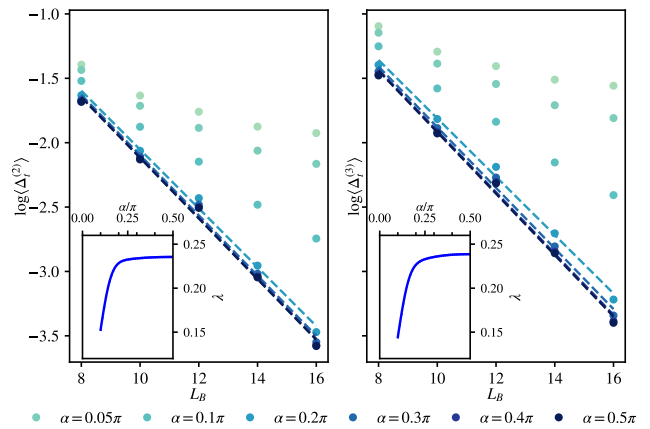 log⟨Δ_t^{(2)}⟩
−1.0
−1.5
−2.0
−2.5
−3.0
−3.5
8
10
12
14
16
L_B
α/π
0.00
0.25
0.50
0.25
0.20
0.15
λ
log⟨Δ_t^{(3)}⟩
8
10
12
14
16
L_B
α/π
0.00
0.25
0.50
0.25
0.20
0.15
λ
α = 0.05π
α = 0.1π
α = 0.2π
α = 0.3π
α = 0.4π
α = 0.5π